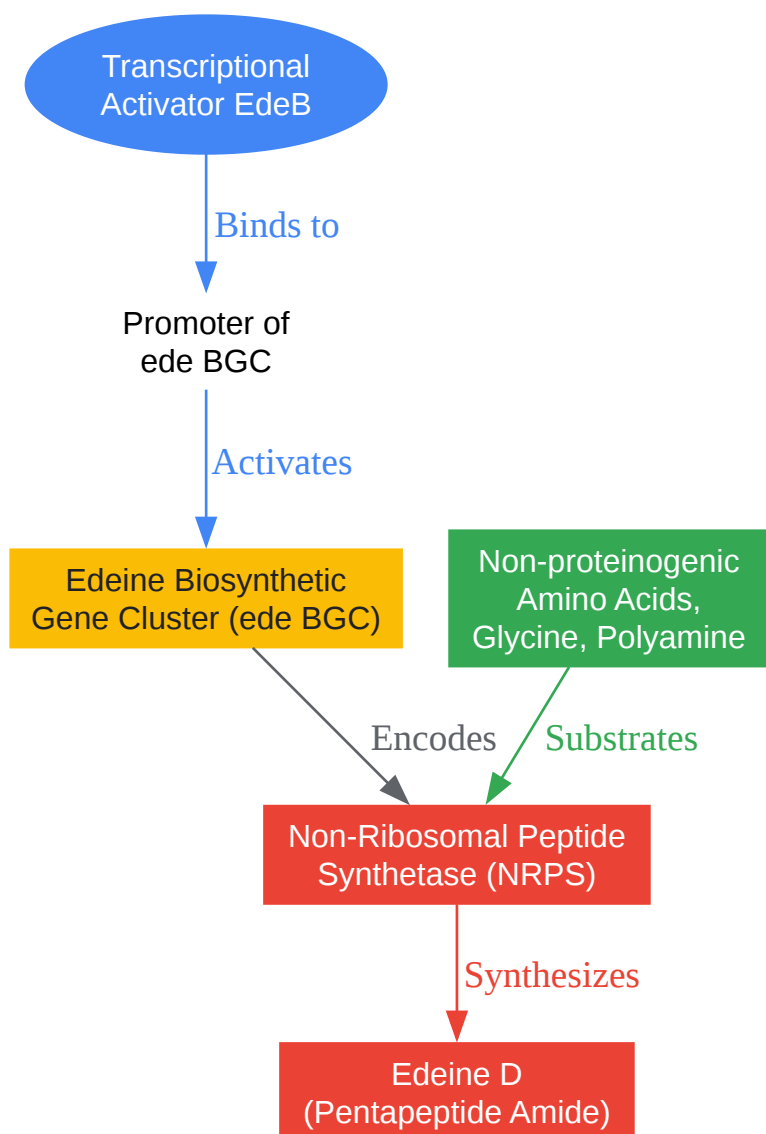 Transcriptional
Activator EdeB
Binds to
Promoter of
ede BGC
Activates
Edeine Biosynthetic
Gene Cluster (ede BGC)
Non-proteinogenic
Amino Acids,
Glycine, Polyamine
Encodes
Substrates
Non-Ribosomal Peptide
Synthetase (NRPS)
Synthesizes
Edeine D
(Pentapeptide Amide)